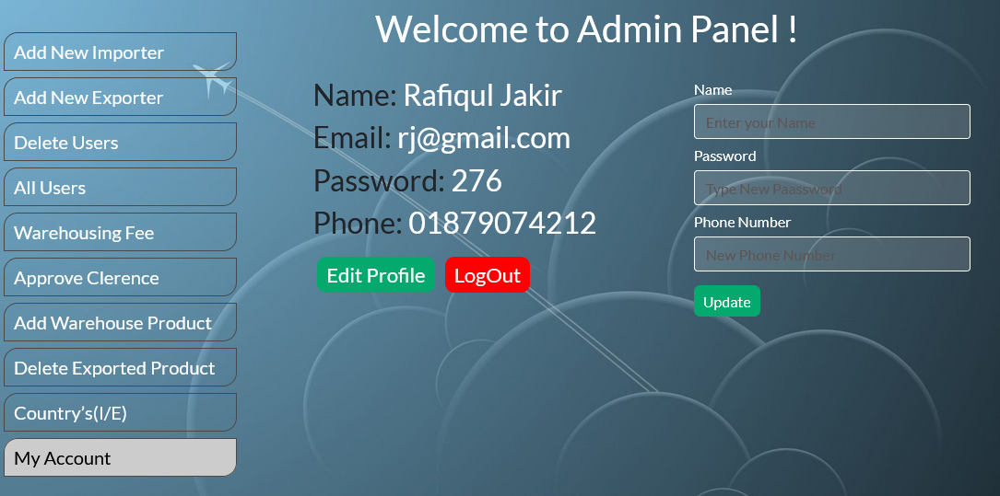 Welcome to Admin Panel !
Add New Importer
Add New Exporter
Delete Users
All Users
Warehousing Fee
Approve Clerence
Add Warehouse Product
Delete Exported Product
Country’s(I/E)
My Account
Name: Rafiqul Jakir
Email: rj@gmail.com
Password: 276
Phone: 01879074212
Edit Profile LogOut
Name
Enter your Name
Password
Type New Paassword
Phone Number
New Phone Number
Update